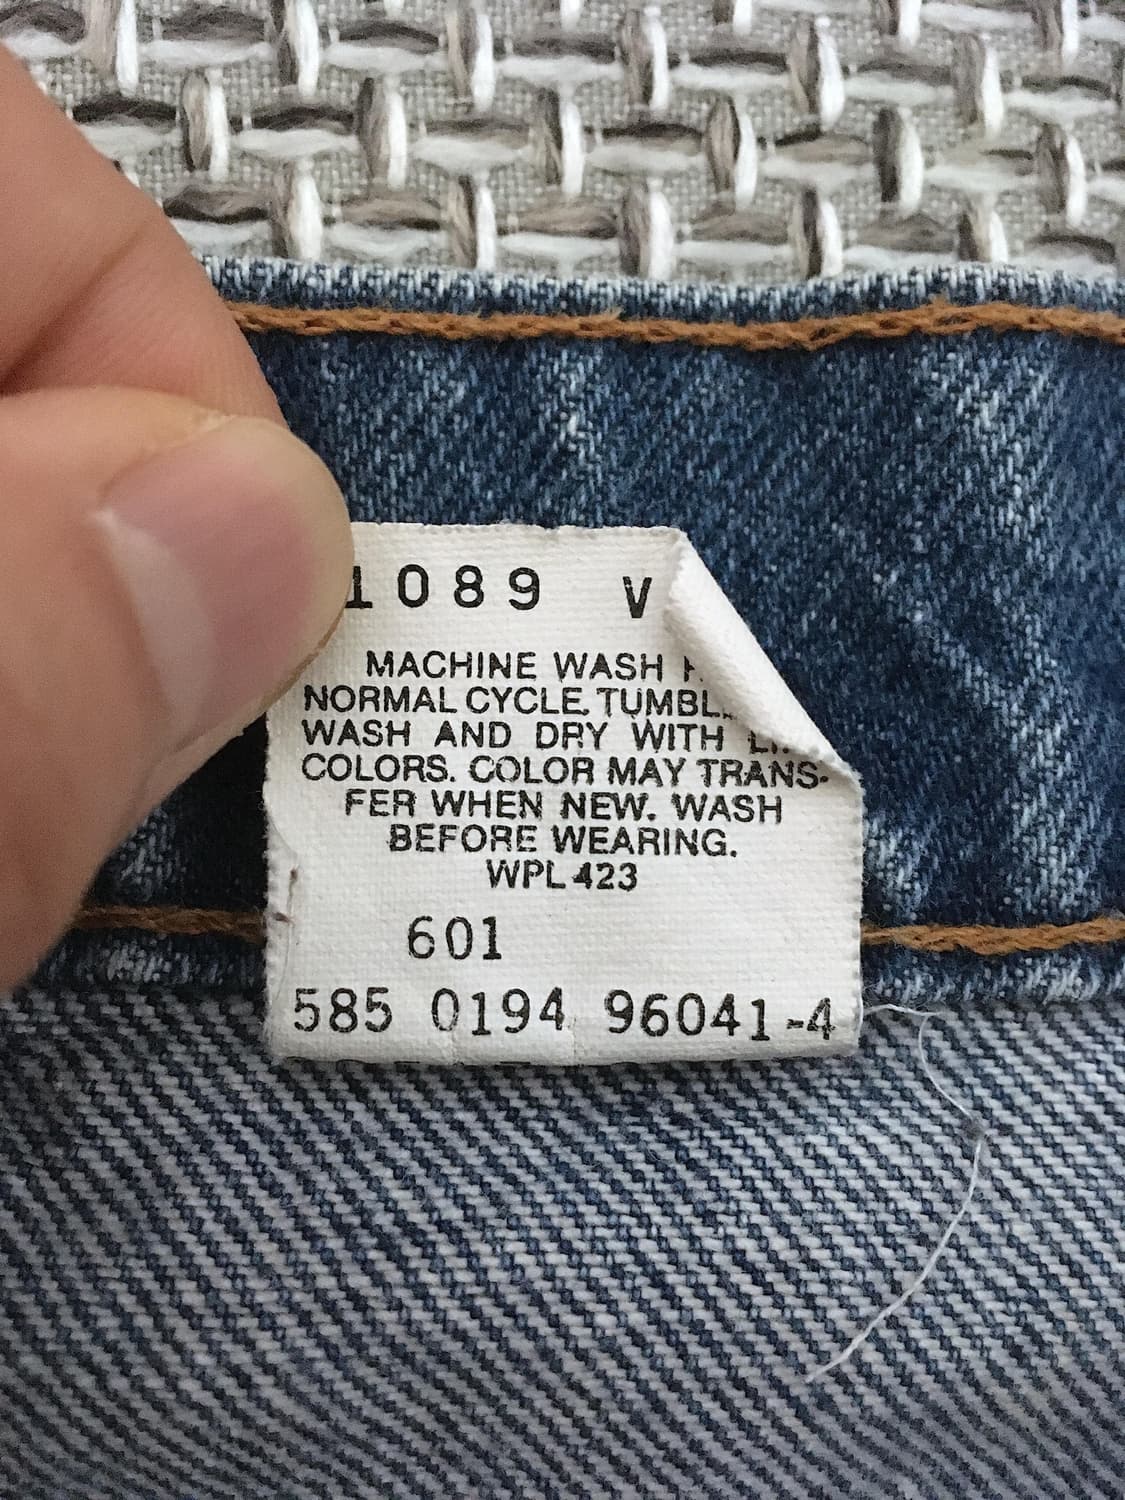 1089 V
MACHINE WASH
NORMAL CYCLE. TUMBL
WASH AND DRY WITH
COLORS. COLOR MAY TRANS-
FER WHEN NEW. WASH
BEFORE WEARING.
WPL 423
601
585 0194 96041-4